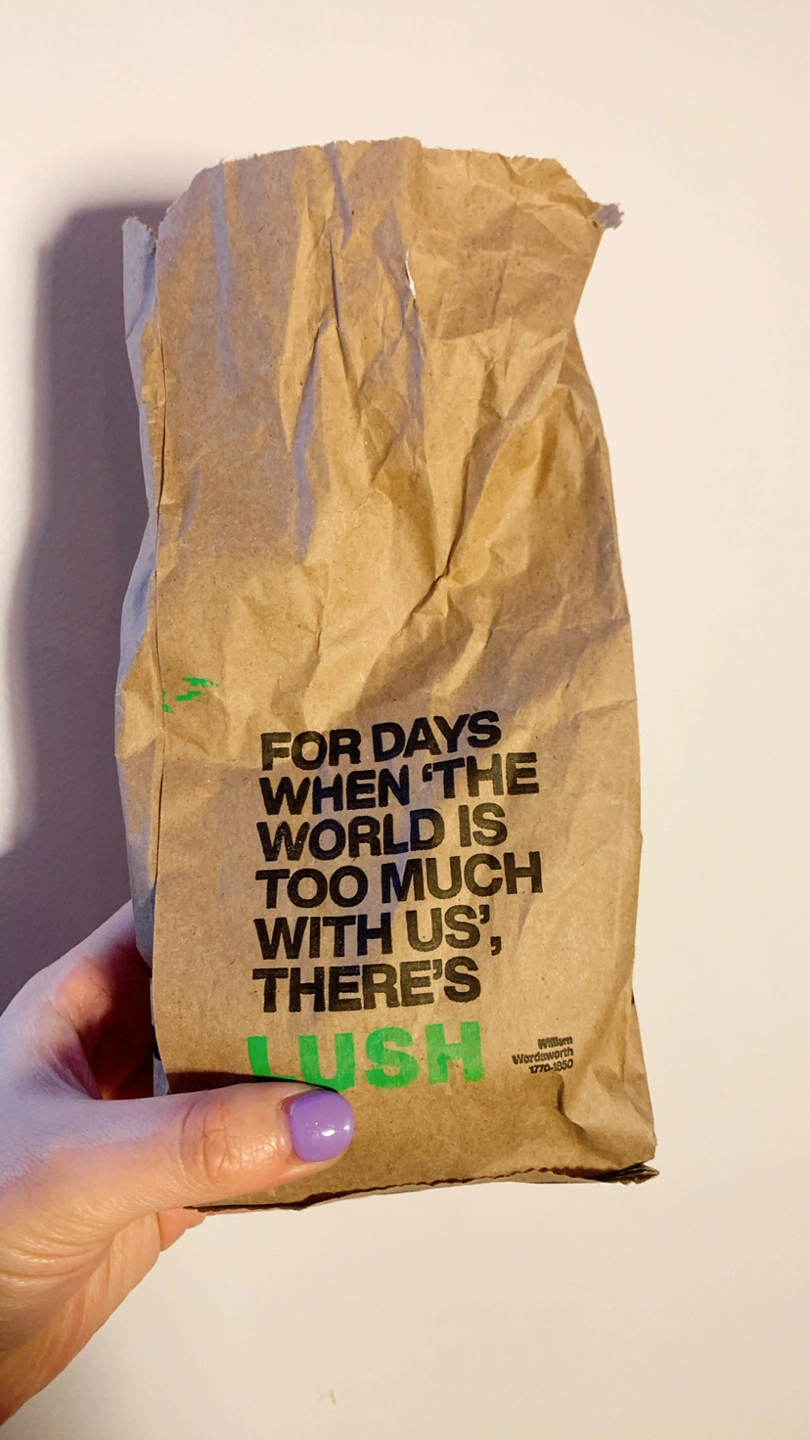 FOR DAYS
WHEN ‘THE
WORLD IS
TOO MUCH
WITH US’,
THERE’S
LUSH
William
Wordsworth
1770-1850